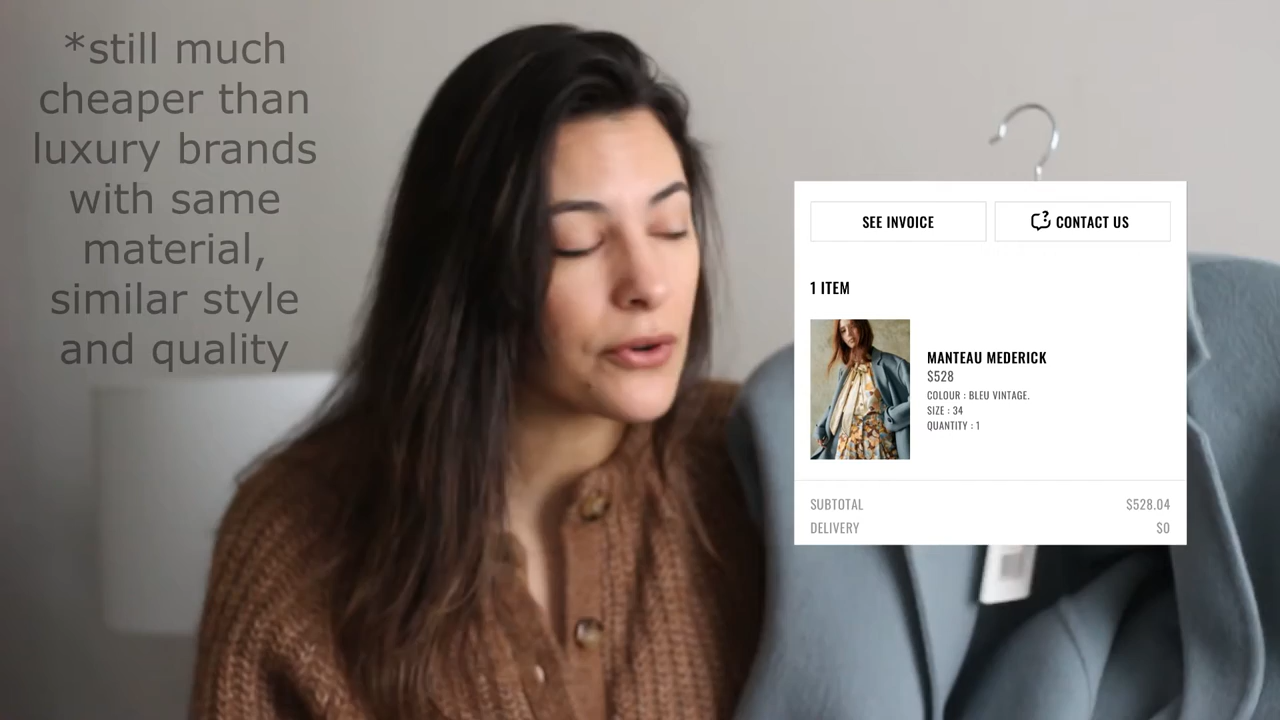 *still much
cheaper than
luxury brands
with same
material,
similar style
and quality
SEE INVOICE
CONTACT US
1 ITEM
MANTEAU MEDERICK
$528
COLOUR : BLEU VINTAGE.
SIZE : 34
QUANTITY : 1
SUBTOTAL $528.04
DELIVERY $0